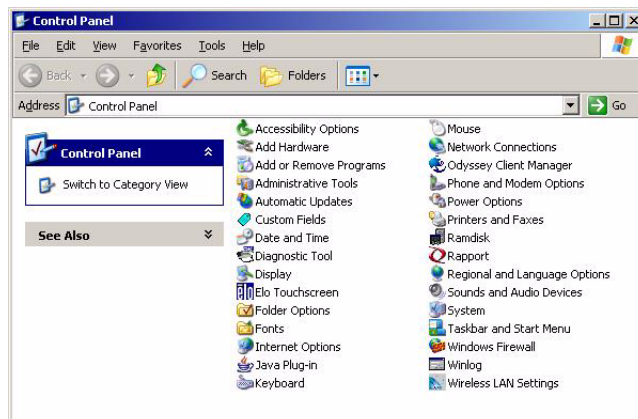 Control Panel
File Edit View Favorites Tools Help
Back Search Folders
Address Control Panel Go
Control Panel
Switch to Category View
See Also
Accessibility Options
Add Hardware
Add or Remove Programs
Administrative Tools
Automatic Updates
Custom Fields
Date and Time
Diagnostic Tool
Display
Elo Touchscreen
Folder Options
Fonts
Internet Options
Java Plug-in
Keyboard
Mouse
Network Connections
Odyssey Client Manager
Phone and Modem Options
Power Options
Printers and Faxes
Ramdisk
Rapport
Regional and Language Options
Sounds and Audio Devices
System
Taskbar and Start Menu
Windows Firewall
Winlog
Wireless LAN Settings